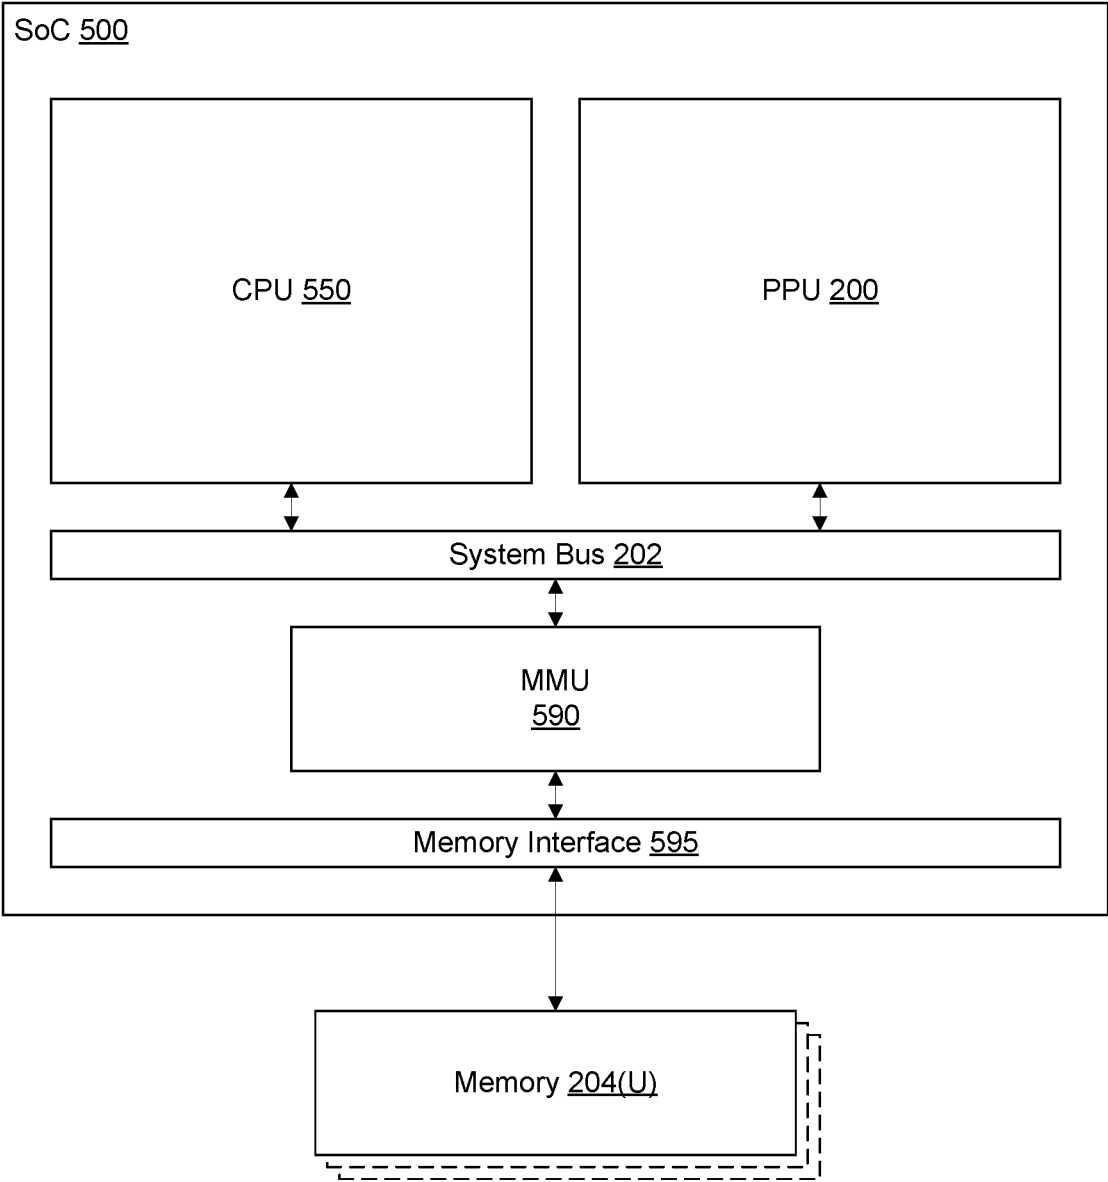 SoC 500
CPU 550
PPU 200
System Bus 202
MMU
590
Memory Interface 595
Memory 204(U)